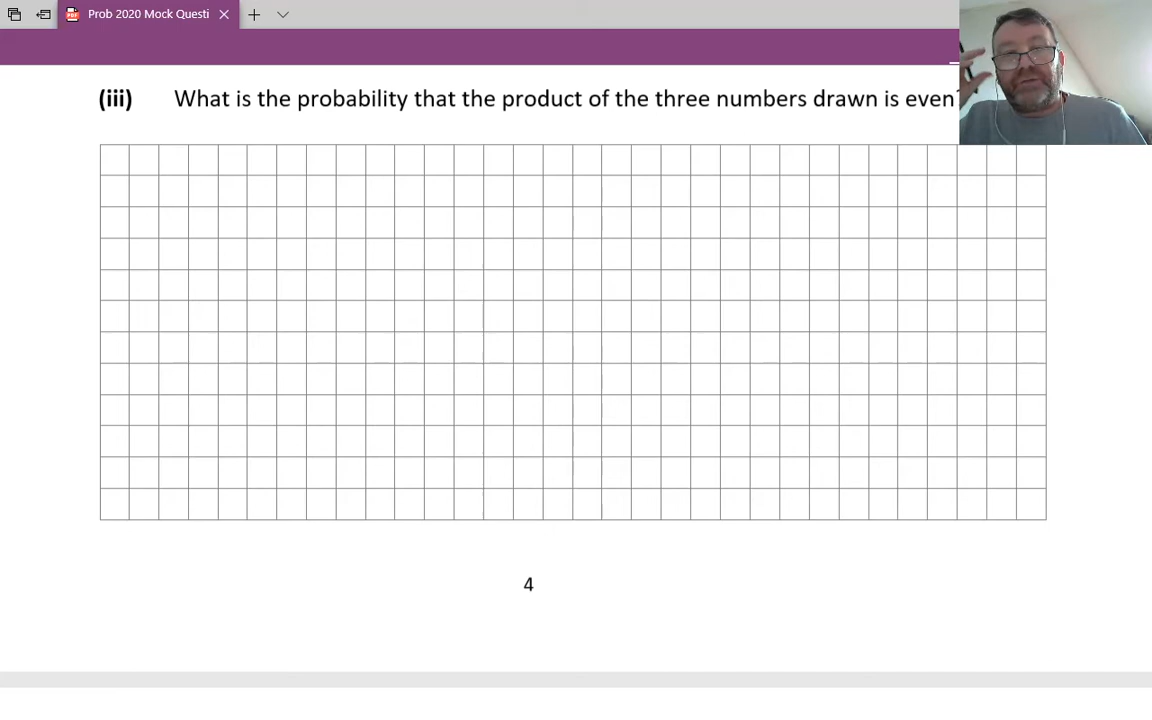 Prob 2020 Mock Questi
(iii) What is the probability that the product of the three numbers drawn is even?
4